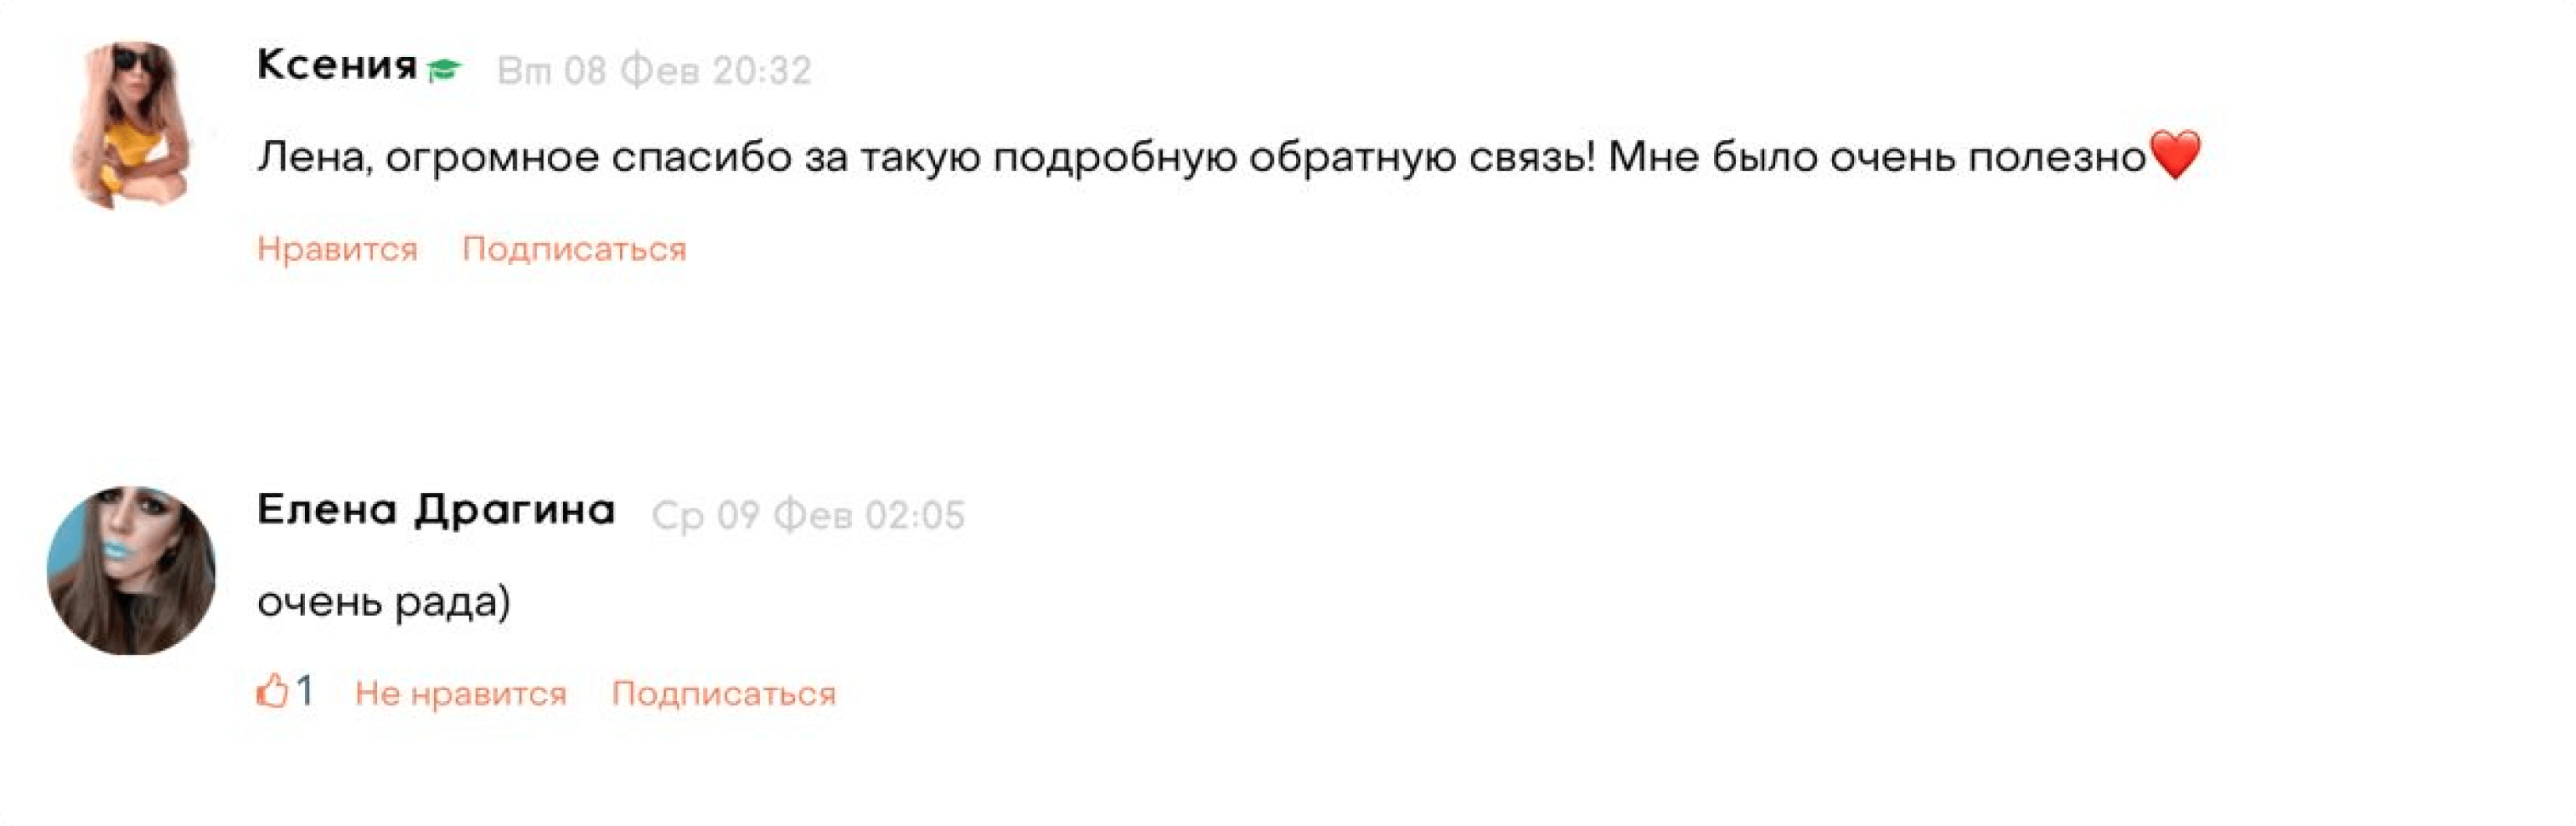 Ксения Вт 08 Фев 20:32
Лена, огромное спасибо за такую подробную обратную связь! Мне было очень полезно❤️
Нравится Подписаться
Елена Драгина Ср 09 Фев 02:05
очень рада)
1 Не нравится Подписаться